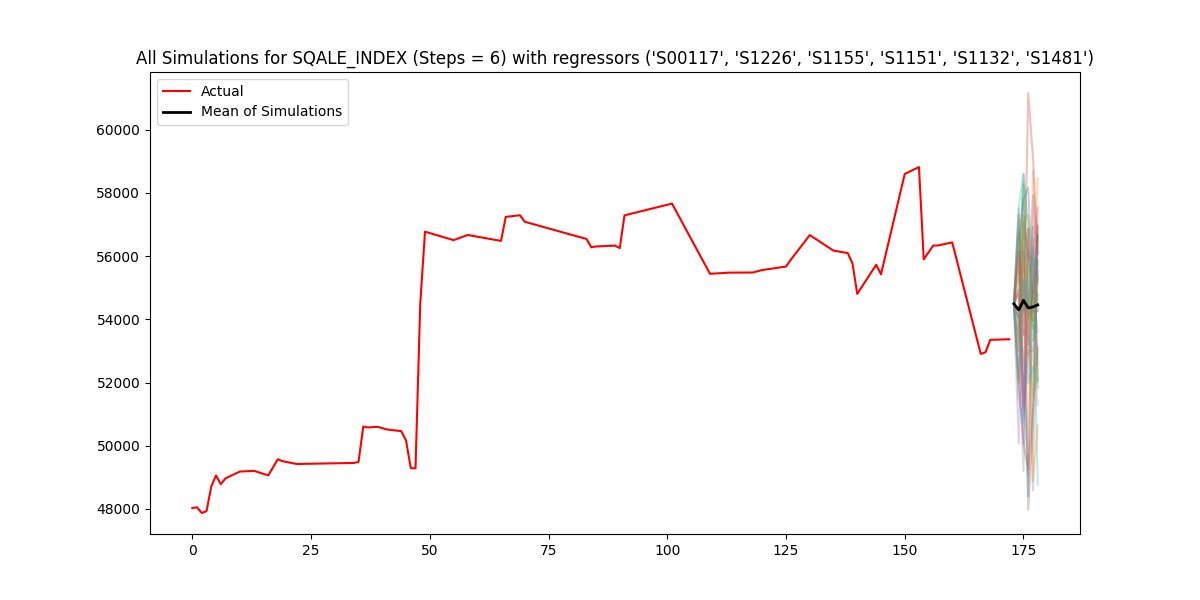 All Simulations for SQALE_INDEX (Steps = 6) with regressors ('S00117', 'S1226', 'S1155', 'S1151', 'S1132', 'S1481')
Actual
Mean of Simulations
60000
58000
56000
54000
52000
50000
48000
0 25 50 75 100 125 150 175